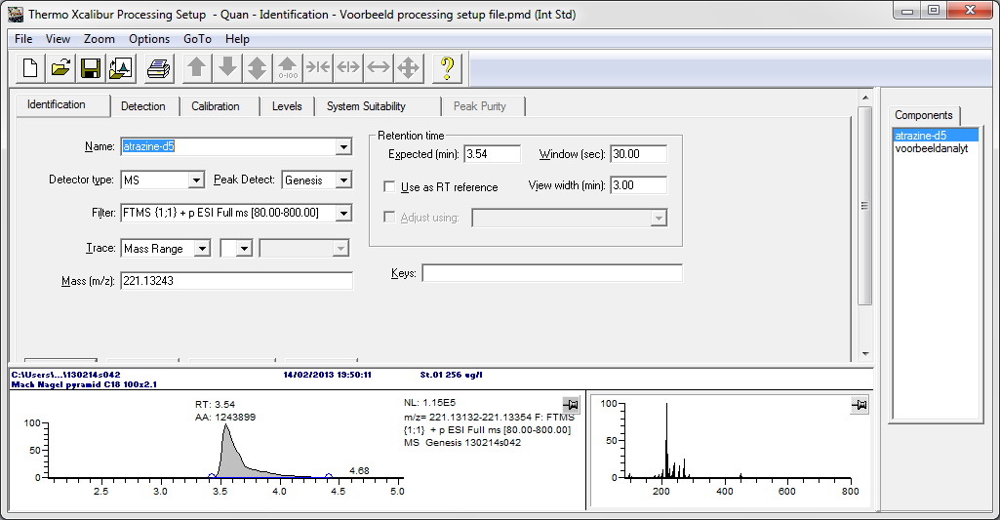 Thermo Xcalibur Processing Setup - Quan - Identification - Voorbeeld processing setup file.pmd (Int Std)
File View Zoom Options GoTo Help
0-100
Identification Detection Calibration Levels System Suitability Peak Purity
Components
Name: atrazine-d5
Retention time
Expected (min): 3.54 Window (sec): 30.00
atrazine-d5
voorbeeldanalyt
Detector type: MS Peak Detect: Genesis
Use as RT reference View width (min): 3.00
Filter: FTMS {1;1} + p ESI Full ms [80.00-800.00]
Adjust using:
Trace: Mass Range
Mass (m/z): 221.13243
Keys:
C:\Users\...\130214s042 14/02/2013 19:50:11 St.01 256 ug/l
Mach Nagel pyramid C18 100x2.1
RT: 3.54
AA: 1243899
NL: 1.15E5
m/z= 221.13132-221.13354 F: FTMS
{1;1} + p ESI Full ms [80.00-800.00]
MS Genesis 130214s042
100
50
0
4.68
2.5 3.0 3.5 4.0 4.5 5.0
100
50
0
200 400 600 800